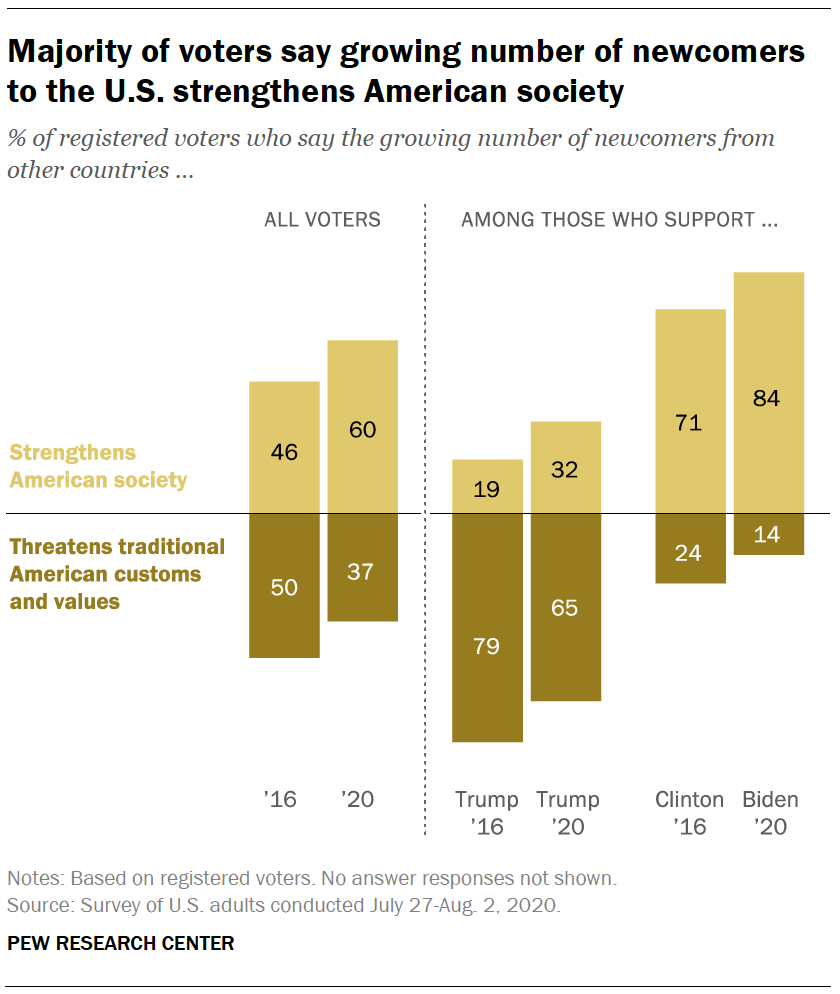 Majority of voters say growing number of newcomers
to the U.S. strengthens American society
% of registered voters who say the growing number of newcomers from
other countries ...
ALL VOTERS
AMONG THOSE WHO SUPPORT ...
Strengthens
American society
Threatens traditional
American customs
and values
46
60
19
32
71
84
50
37
79
65
24
14
’16
’20
Trump
’16
Trump
’20
Clinton
’16
Biden
’20
Notes: Based on registered voters. No answer responses not shown.
Source: Survey of U.S. adults conducted July 27-Aug. 2, 2020.
PEW RESEARCH CENTER